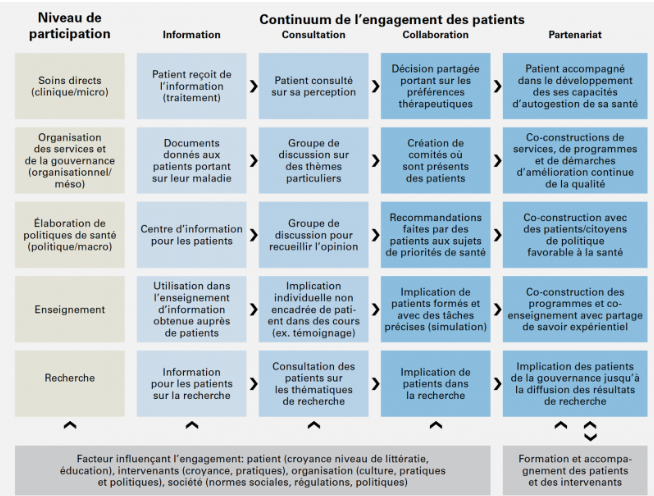 Niveau de
participation
Continuum de l'engagement des patients
Information
Consultation
Collaboration
Partenariat
Soins directs
(clinique/micro)
Patient reçoit de
l'information
(traitement)
Patient consulté
sur sa perception
Décision partagée
portant sur les
préférences
thérapeutiques
Patient accompagné
dans le développement
des ses capacités
d'autogestion de sa santé
Organisation
des services et
de la gouvernance
(organisationnel/
méso)
Documents
donnés aux
patients portant
sur leur maladie
Groupe de
discussion sur
des thèmes
particuliers
Création de
comités où
sont présents
des patients
Co-constructions de
services, de programmes
et de démarches
d'amélioration continue
de la qualité
Élaboration de
politiques de santé
(politique/macro)
Centre d'information
pour les patients
Groupe de
discussion pour
recueillir l'opinion
Recommandations
faites par des
patients aux sujets
de priorités de santé
Co-construction avec
des patients/citoyens
de politique
favorable à la santé
Enseignement
Utilisation dans
l'enseignement
d'information
obtenue auprès
de patients
Implication
individuelle non
encadrée de pati-
ent dans des cours
(ex. témoignage)
Implication de
patients formés et
avec des tâches
précises (simulation)
Co-construction des
programmes et co-
enseignement avec partage
de savoir expérientiel
Recherche
Information
pour les patients
sur la recherche
Consultation des
patients sur
les thématiques
de recherche
Implication
de patients dans
la recherche
Implication des patients
de la gouvernance jusqu'à
la diffusion des résultats
de recherche
Facteur influençant l'engagement: patient (croyance niveau de littératie,
éducation), intervenants (croyance, pratiques), organisation (culture, pratiques
et politiques), société (normes sociales, régulations, politiques)
Formation et accompa-
gnement des patients
et des intervenants